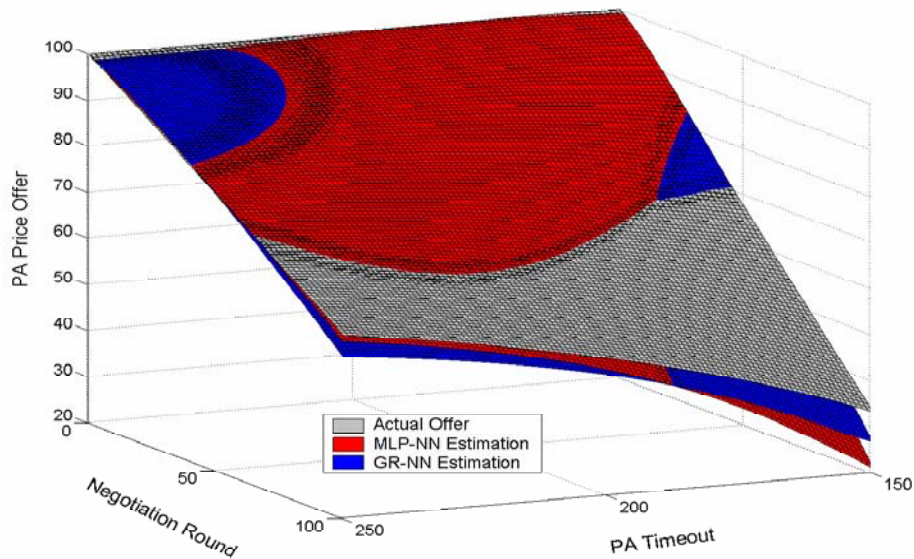 100
90
80
70
60
50
40
30
20
PA Price Offer
0
50
100
Negotiation Round
250
200
150
PA Timeout
Actual Offer
MLP-NN Estimation
GR-NN Estimation